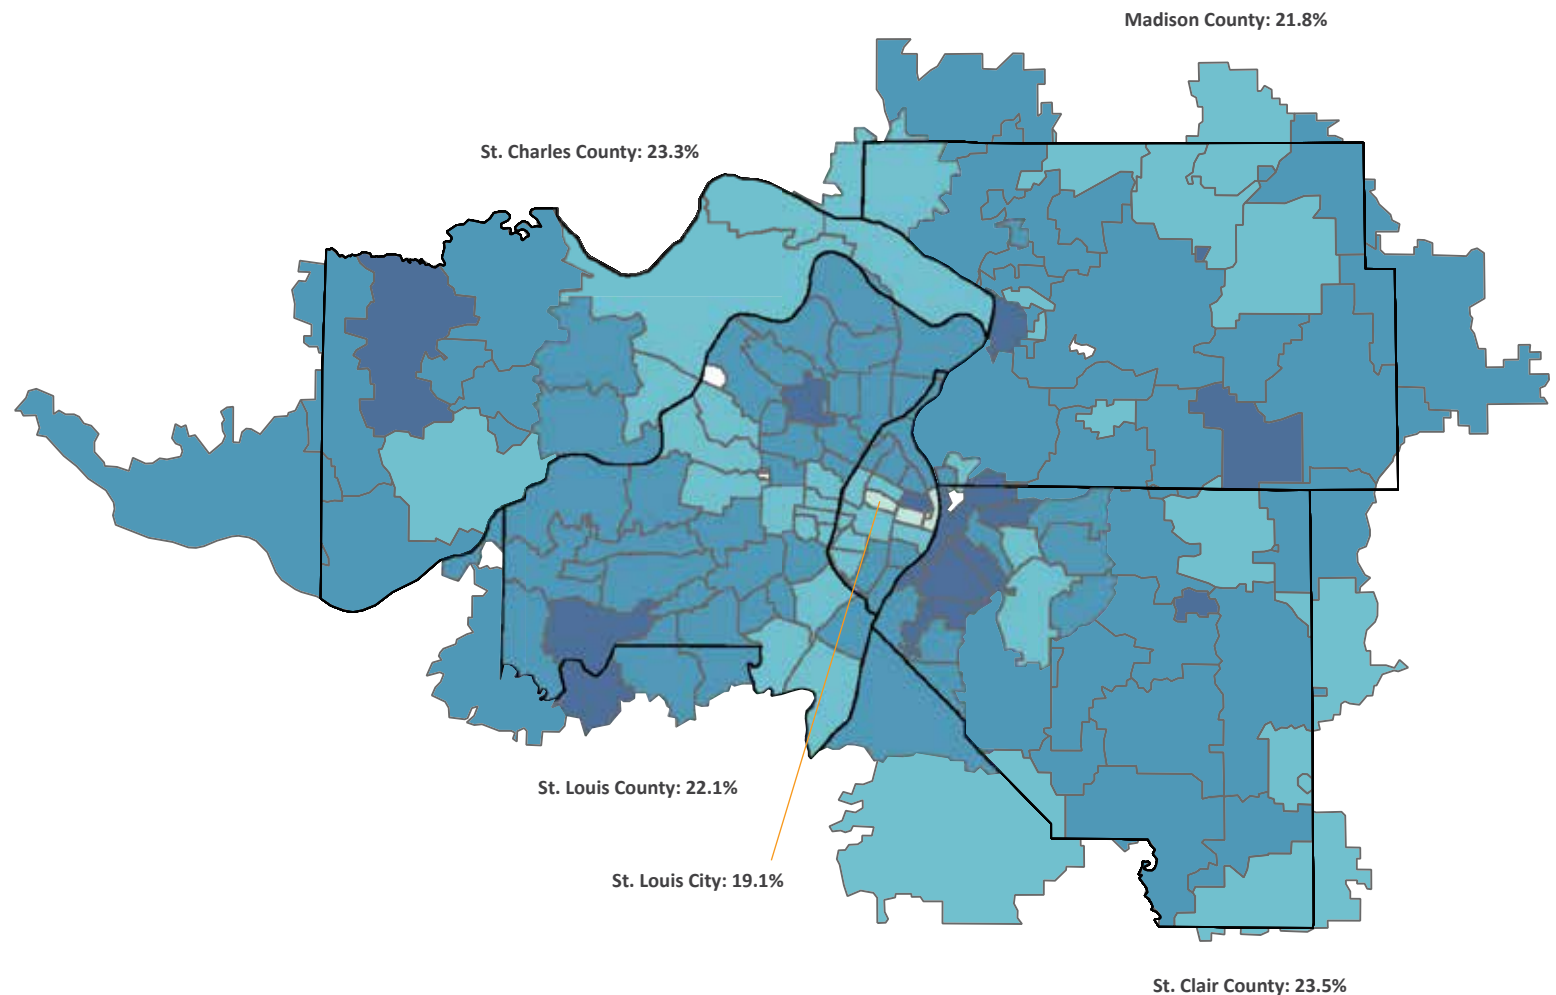 Madison County: 21.8%
St. Charles County: 23.3%
St. Louis County: 22.1%
St. Louis City: 19.1%
St. Clair County: 23.5%